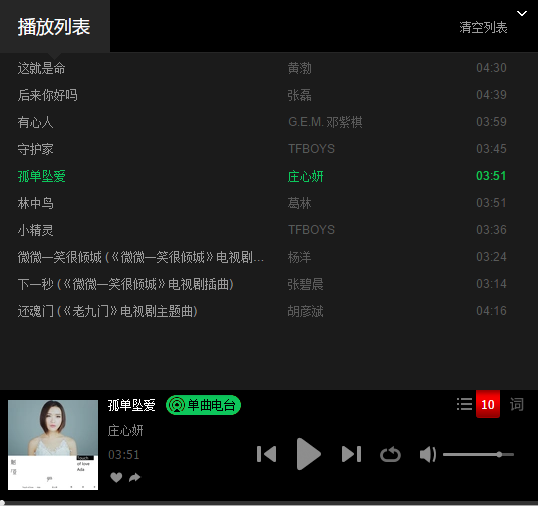 播放列表 清空列表
这就是命 黄渤 04:30
后来你好吗 张磊 04:39
有心人 G.E.M. 邓紫棋 03:59
守护家 TFBOYS 03:45
孤单坠爱 庄心妍 03:51
林中鸟 葛林 03:51
小精灵 TFBOYS 03:36
微微一笑很倾城 (《微微一笑很倾城》电视剧... 杨洋 03:24
下一秒 (《微微一笑很倾城》电视剧插曲) 张碧晨 03:14
还魂门 (《老九门》电视剧主题曲) 胡彦斌 04:16
孤单坠爱 单曲电台 10 词
庄心妍
03:51
Touch
of love
Ada